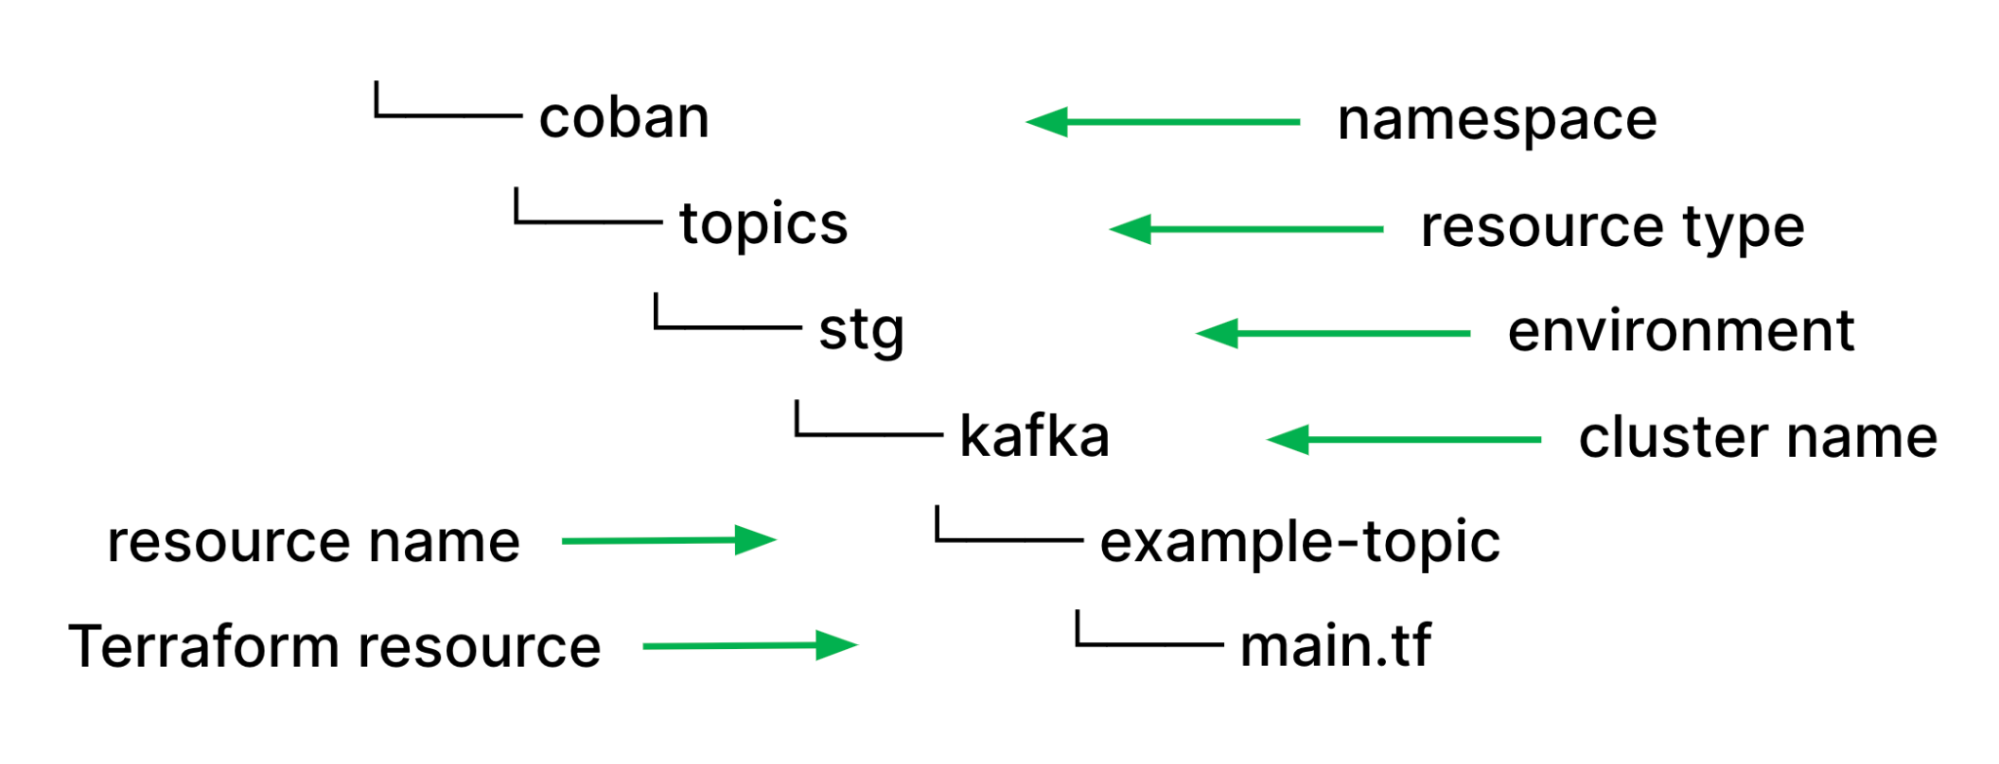 coban
namespace
topics
resource type
stg
environment
kafka
cluster name
resource name
example-topic
Terraform resource
main.tf